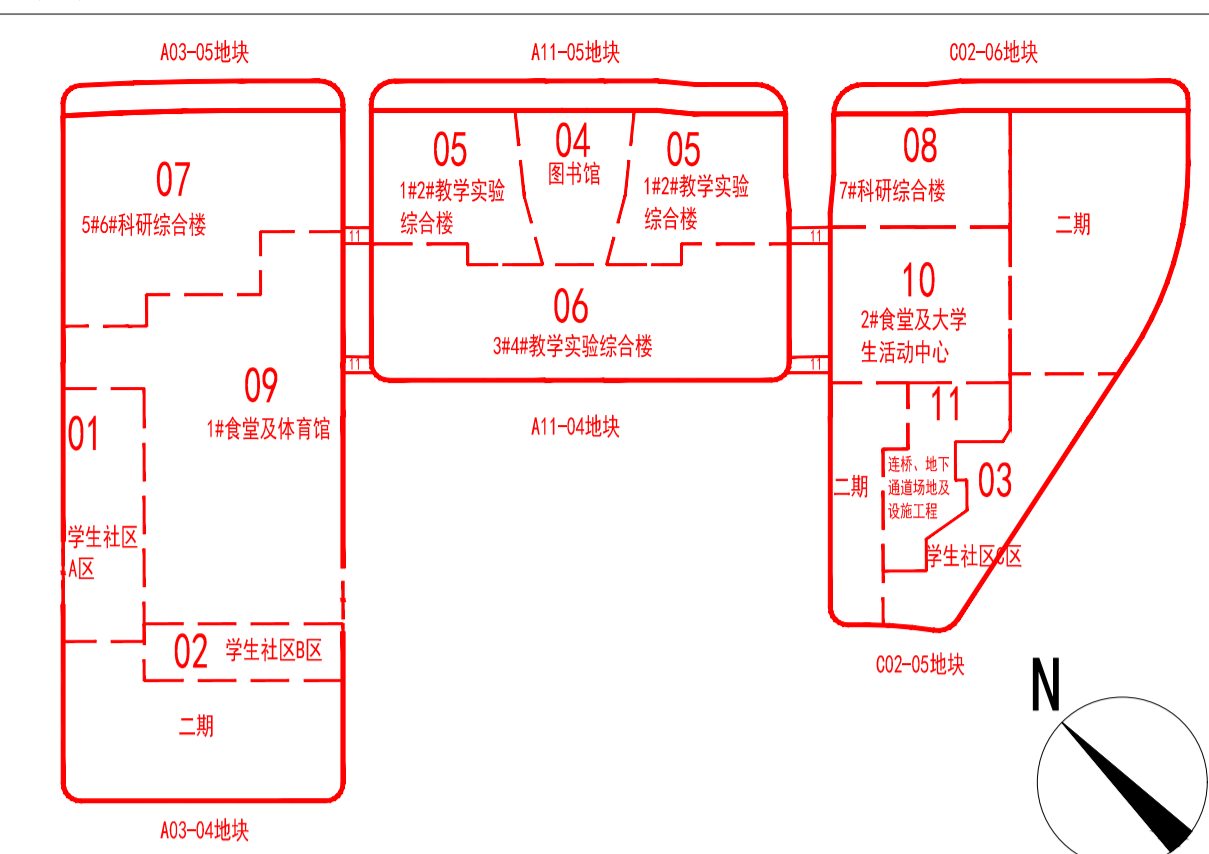 A03-05地块
A11-05地块
C02-06地块
07
5#6#科研综合楼
05
1#2#教学实验
综合楼
04
图书馆
05
1#2#教学实验
综合楼
08
7#科研综合楼
二期
11
11
11
11
06
3#4#教学实验综合楼
10
2#食堂及大学
生活动中心
09
1#食堂及体育馆
01
学生社区
A区
02
学生社区B区
二期
A03-04地块
A11-04地块
11
连桥、地下
通道场地及
设施工程
二期
03
学生社区C区
C02-05地块
N